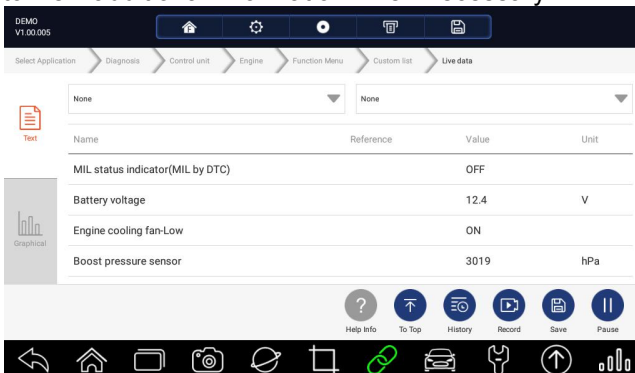 DEMO
V1.00.005
Select Application Diagnosis Control unit Engine Function Menu Custom list Live data
None None
Text
Name Reference Value Unit
MIL status indicator(MIL by DTC) OFF
Battery voltage 12.4 V
Graphical
Engine cooling fan-Low ON
Boost pressure sensor 3019 hPa
Help Info To Top History Record Save Pause